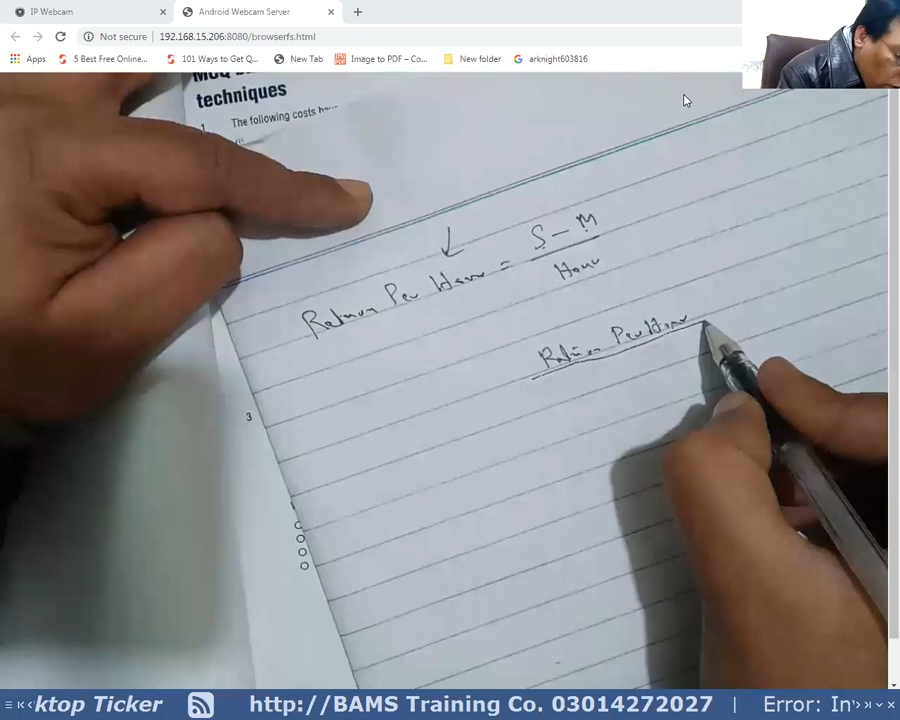 IP Webcam
Android Webcam Server
Not secure | 192.168.15.206:8080/browserfs.html
Apps
5 Best Free Online...
101 Ways to Get Q...
New Tab
Image to PDF – Co...
New folder
arknight603816
techniques
1
The following costs
(i)
Return Per Hour = S - M
Hour
Return Per Hour
3
ktop Ticker
http://BAMS Training Co. 03014272027 | Error: In